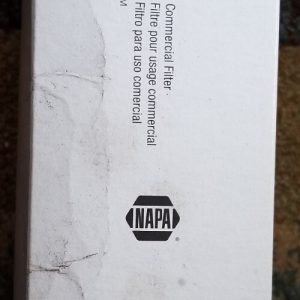 Commercial Filter
Filtre pour usage commercial
Filtro para uso comercial
NAPA
®